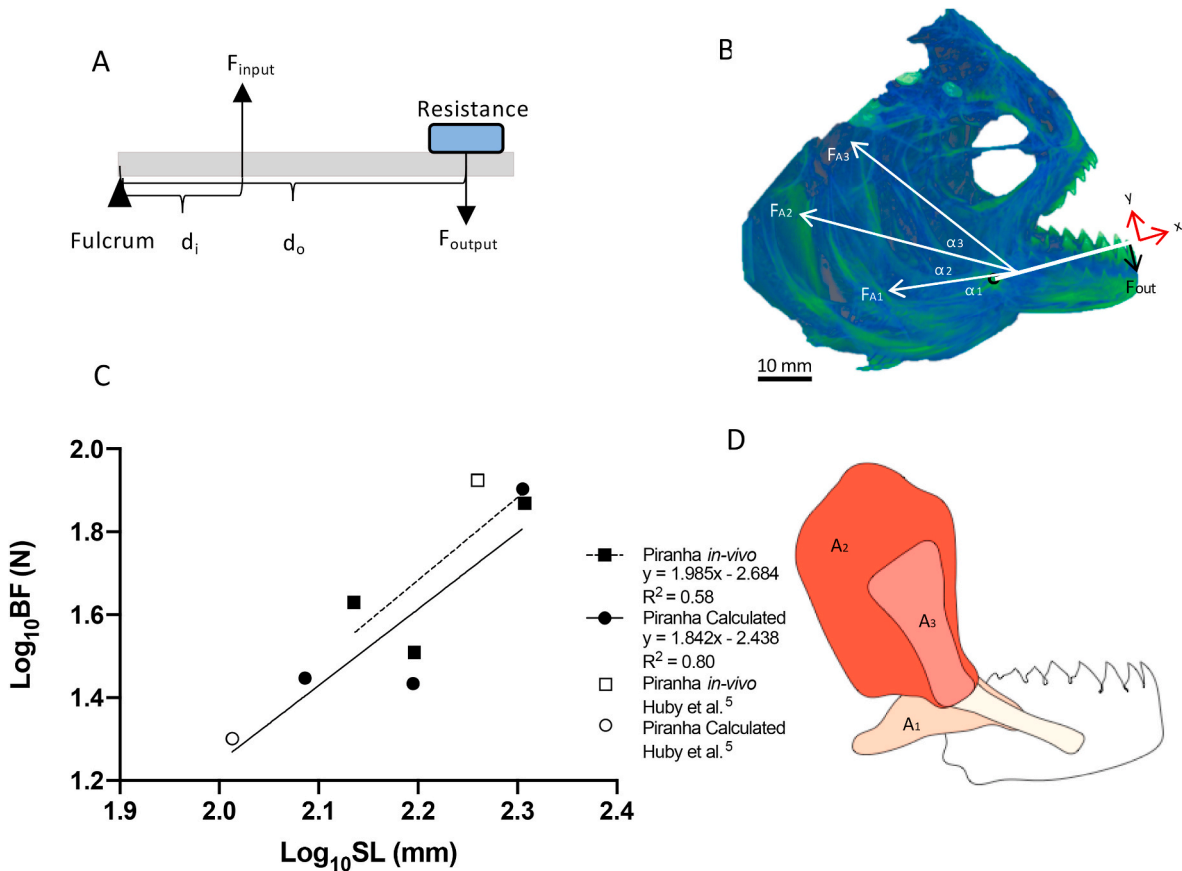 A
F_input
Resistance
Fulcrum
d_i
d_o
F_output
B
F_A3
F_A2
F_A1
α3
α2
α1
y
x
F_out
10 mm
C
Log₁₀BF (N)
2.0
1.8
1.6
1.4
1.2
1.9
2.0
2.1
2.2
2.3
2.4
Log₁₀SL (mm)
Piranha in-vivo
y = 1.985x - 2.684
R² = 0.58
Piranha Calculated
y = 1.842x - 2.438
R² = 0.80
Piranha in-vivo
Huby et al.⁵
Piranha Calculated
Huby et al.⁵
D
A₂
A₃
A₁